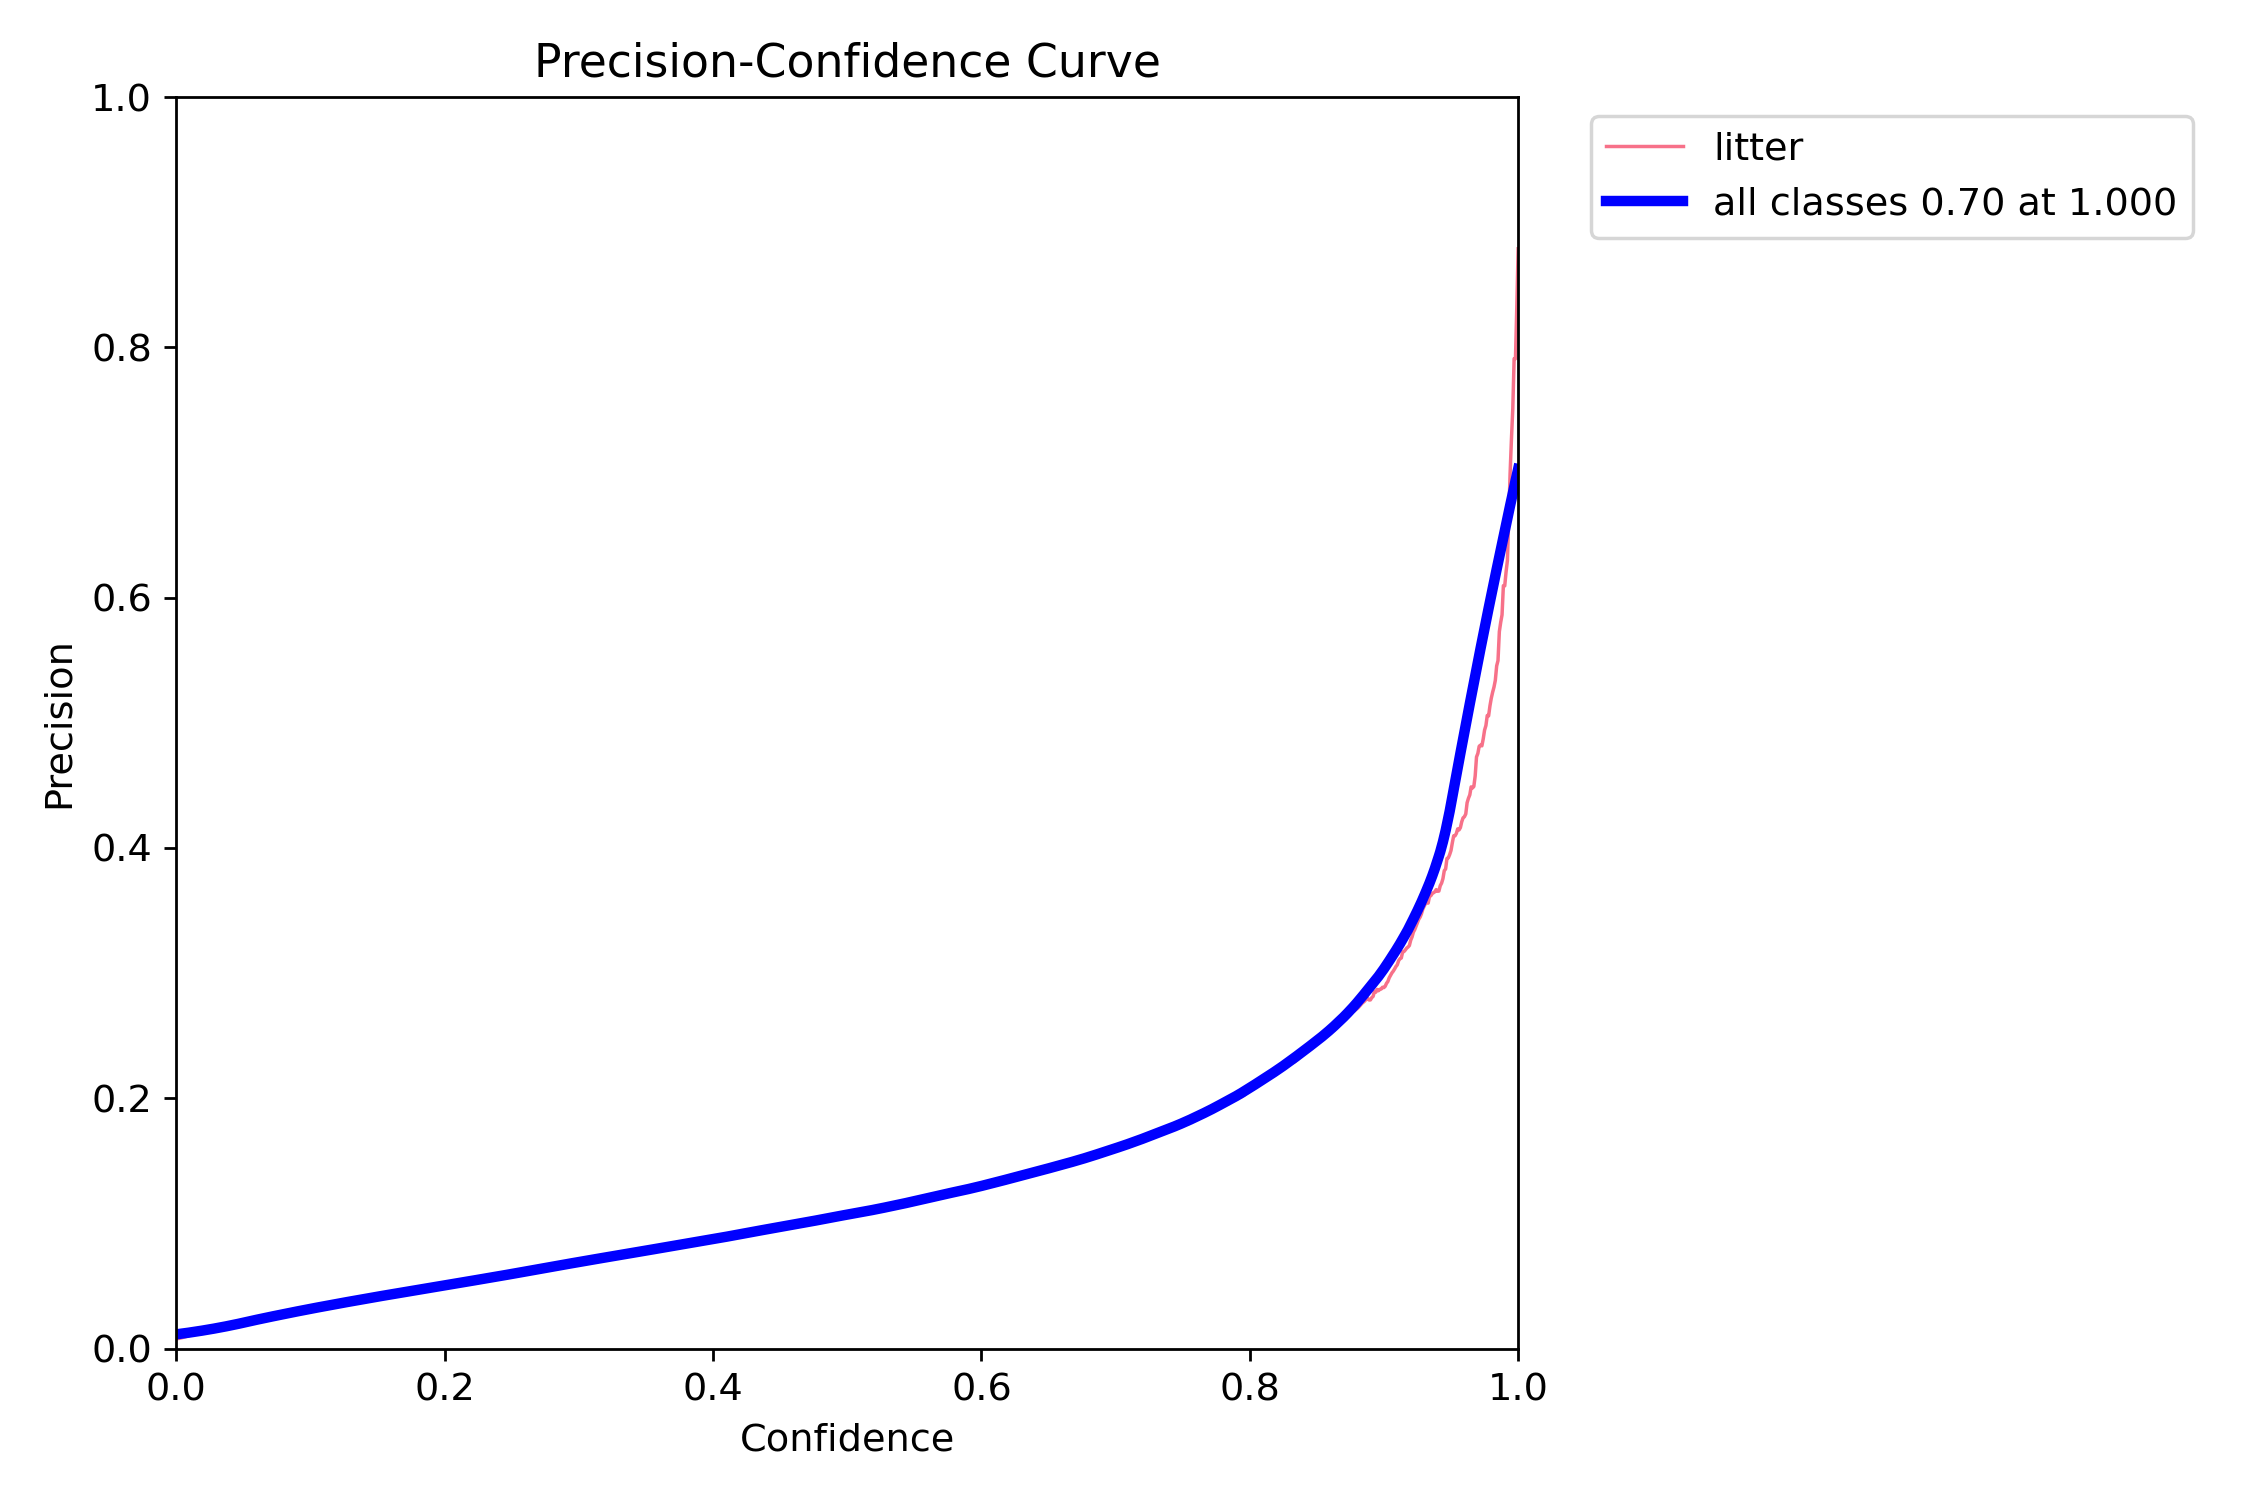 Precision-Confidence Curve
litter
all classes 0.70 at 1.000
Precision
1.0
0.8
0.6
0.4
0.2
0.0
0.0 0.2 0.4 0.6 0.8 1.0
Confidence